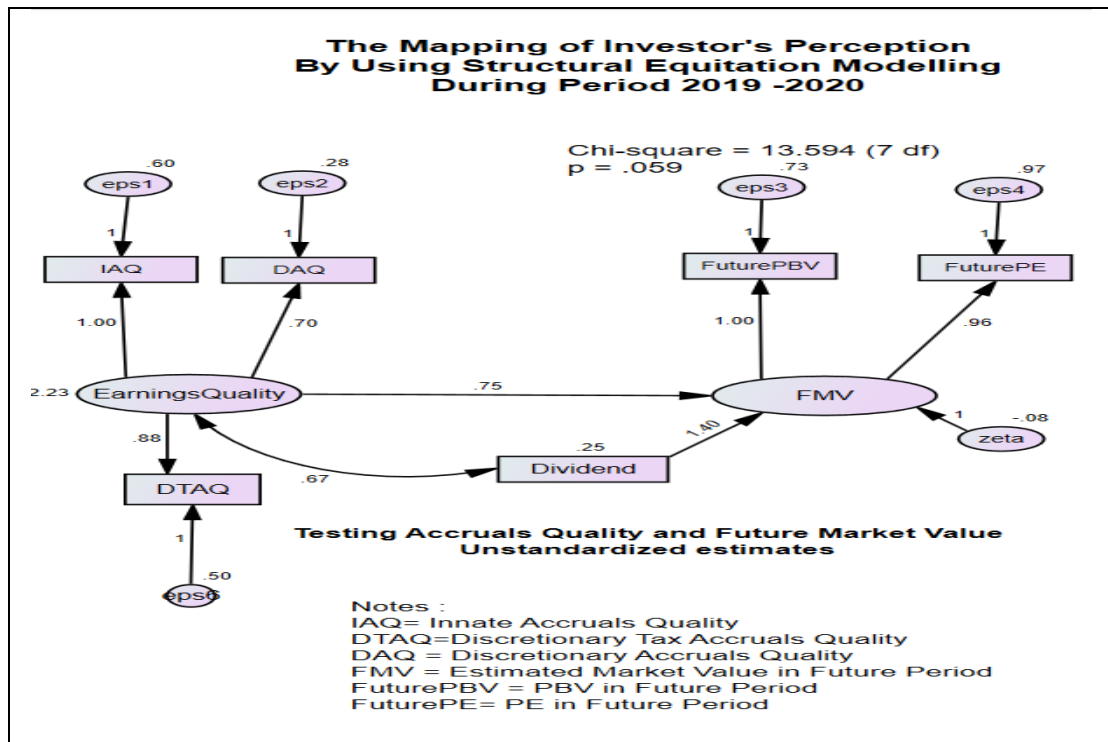 The Mapping of Investor's Perception
By Using Structural Equitation Modelling
During Period 2019 -2020
Chi-square = 13.594 (7 df)
p = .059
.60
eps1
.28
eps2
.73
eps3
.97
eps4
1
1
1
1
IAQ
DAQ
FuturePBV
FuturePE
1.00
.70
1.00
.96
2.23
EarningsQuality
.75
FMV
1
-.08
zeta
.88
.67
.25
Dividend
1.40
DTAQ
1
.50
eps6
Testing Accruals Quality and Future Market Value
Unstandardized estimates
Notes :
IAQ= Innate Accruals Quality
DTAQ=Discretionary Tax Accruals Quality
DAQ = Discretionary Accruals Quality
FMV = Estimated Market Value in Future Period
FuturePBV = PBV in Future Period
FuturePE= PE in Future Period